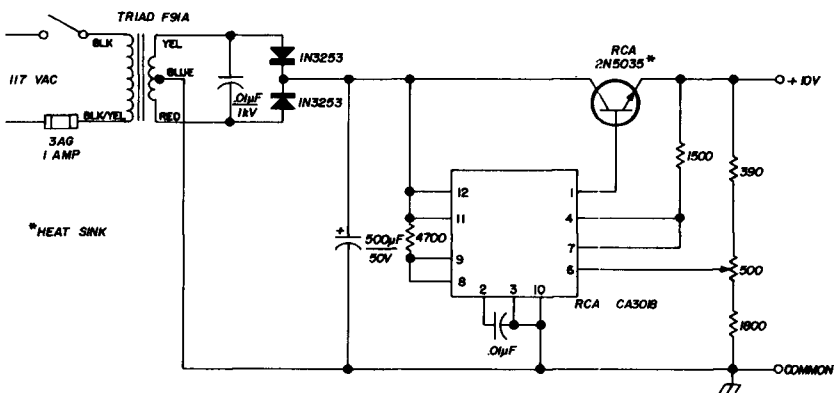 TRIAD F91A
BLK
YEL
BLUE
117 VAC
.01µF
1kV
1N3253
1N3253
BLK/YEL
RED
3AG
1 AMP
*HEAT SINK
RCA
2N5035*
+10V
1500
390
12
1
11
4
4700
+
500µF
50V
9
7
8
6
500
2
3
10
RCA CA3018
.01µF
1800
COMMON